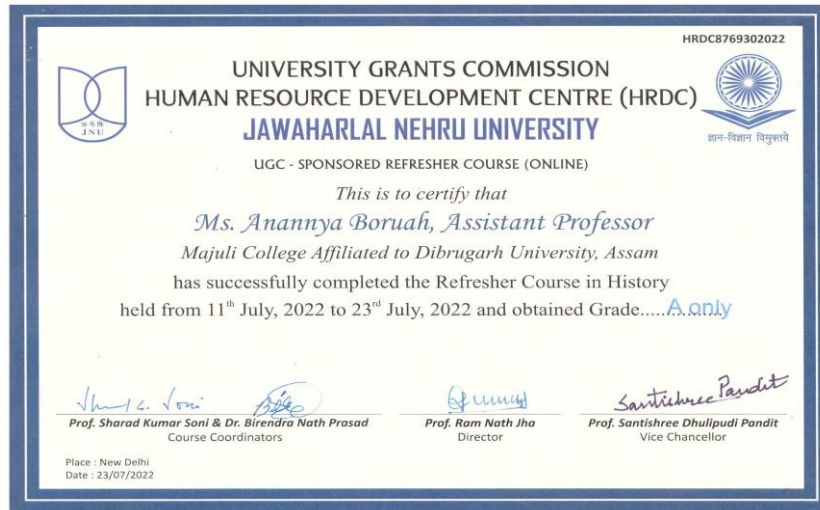 HRDC8769302022
UNIVERSITY GRANTS COMMISSION
HUMAN RESOURCE DEVELOPMENT CENTRE (HRDC)
JAWAHARLAL NEHRU UNIVERSITY
JNU
ज्ञान-विज्ञान विमुक्तये
UGC - SPONSORED REFRESHER COURSE (ONLINE)
This is to certify that
Ms. Anannya Boruah, Assistant Professor
Majuli College Affiliated to Dibrugarh University, Assam
has successfully completed the Refresher Course in History
held from 11th July, 2022 to 23rd July, 2022 and obtained Grade.....A only
Santishree Pandit
Prof. Sharad Kumar Soni & Dr. Birendra Nath Prasad
Course Coordinators
Prof. Ram Nath Jha
Director
Prof. Santishree Dhulipudi Pandit
Vice Chancellor
Place : New Delhi
Date : 23/07/2022